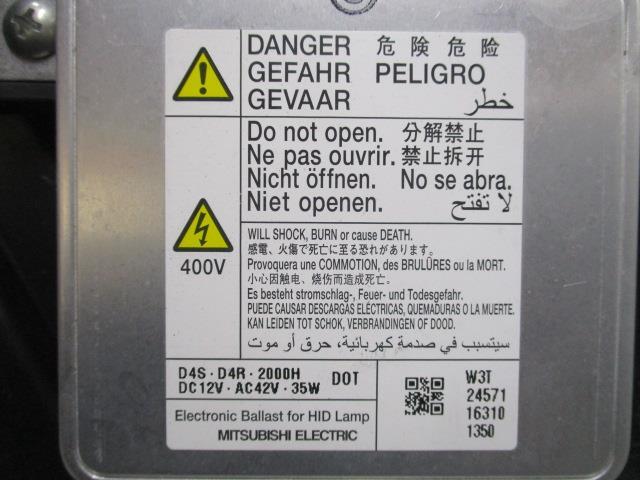 DANGER 危険 危险
GEFAHR PELIGRO
GEVAAR خطر
Do not open. 分解禁止
Ne pas ouvrir. 禁止拆开
Nicht öffnen. No se abra.
Niet openen. لا تفتح
400V
WILL SHOCK, BURN or cause DEATH.
感電、火傷で死亡に至る恐れがあります。
Provoquera une COMMOTION, des BRULÛRES ou la MORT.
小心因触电、烧伤而造成死亡。
Es besteht stromschlag-, Feuer- und Todesgefahr.
PUEDE CAUSAR DESCARGAS ELÉCTRICAS, QUEMADURAS O LA MUERTE.
KAN LEIDEN TOT SCHOK, VERBRANDINGEN OF DOOD.
سيتسبب في صدمة كهربائية، حرق أو موت
D4S · D4R · 2000H DOT
DC12V · AC42V · 35W
Electronic Ballast for HID Lamp
MITSUBISHI ELECTRIC
W3T
24571
16310
1350